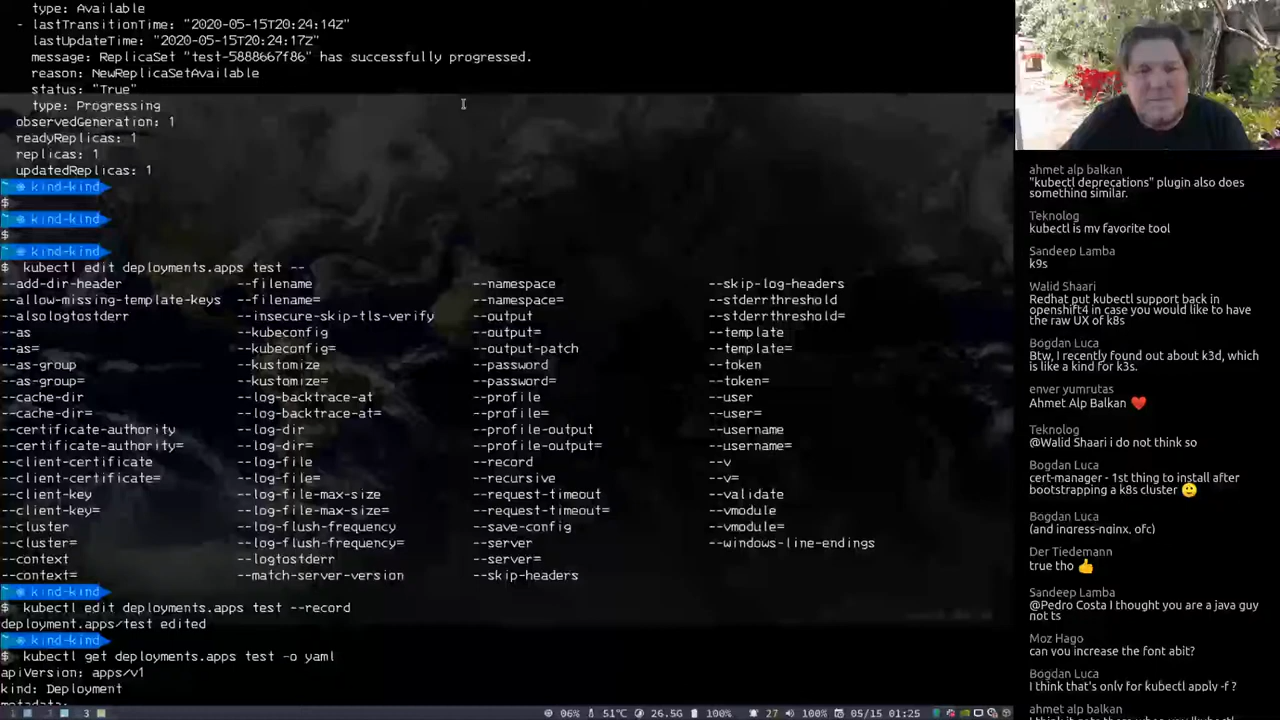 type: Available
- lastTransitionTime: "2020-05-15T20:24:14Z"
lastUpdateTime: "2020-05-15T20:24:17Z"
message: ReplicaSet "test-5888667f86" has successfully progressed.
reason: NewReplicaSetAvailable
status: "True"
type: Progressing
observedGeneration: 1
readyReplicas: 1
replicas: 1
updatedReplicas: 1
~ ⎈ kind-kind
$
~ ⎈ kind-kind
$
~ ⎈ kind-kind
$ kubectl edit deployments.apps test --
--add-dir-header --filename --namespace --skip-log-headers
--allow-missing-template-keys --filename= --namespace= --stderrthreshold
--alsologtostderr --insecure-skip-tls-verify --output --stderrthreshold=
--as --kubeconfig --output= --template
--as= --kubeconfig= --output-patch --template=
--as-group --kustomize --password --token
--as-group= --kustomize= --password= --token=
--cache-dir --log-backtrace-at --profile --user
--cache-dir= --log-backtrace-at= --profile= --user=
--certificate-authority --log-dir --profile-output --username
--certificate-authority= --log-dir= --profile-output= --username=
--client-certificate --log-file --record --v
--client-certificate= --log-file= --recursive --v=
--client-key --log-file-max-size --request-timeout --validate
--client-key= --log-file-max-size= --request-timeout= --vmodule
--cluster --log-flush-frequency --save-config --vmodule=
--cluster= --log-flush-frequency= --server --windows-line-endings
--context --logtostderr --server=
--context= --match-server-version --skip-headers
~ ⎈ kind-kind
$ kubectl edit deployments.apps test --record
deployment.apps/test edited
~ ⎈ kind-kind
$ kubectl get deployments.apps test -o yaml
apiVersion: apps/v1
kind: Deployment
metadata:
3 06% 51°C 26.5G 100% 27 100% 05/15 01:25
ahmet alp balkan
"kubectl deprecations" plugin also does
something similar.
Teknolog
kubectl is my favorite tool
Sandeep Lamba
k9s
Walid Shaari
Redhat put kubectl support back in
openshift4 in case you would like to have
the raw UX of k8s
Bogdan Luca
Btw, I recently found out about k3d, which
is like a kind for k3s.
enver yumrutas
Ahmet Alp Balkan ❤️
Teknolog
@Walid Shaari i do not think so
Bogdan Luca
cert-manager - 1st thing to install after
bootstrapping a k8s cluster 🙂
Bogdan Luca
(and ingress-nginx, ofc)
Der Tiedemann
true tho 👍
Sandeep Lamba
@Pedro Costa I thought you are a java guy
not ts
Moz Hago
can you increase the font abit?
Bogdan Luca
I think that's only for kubectl apply -f ?
ahmet alp balkan